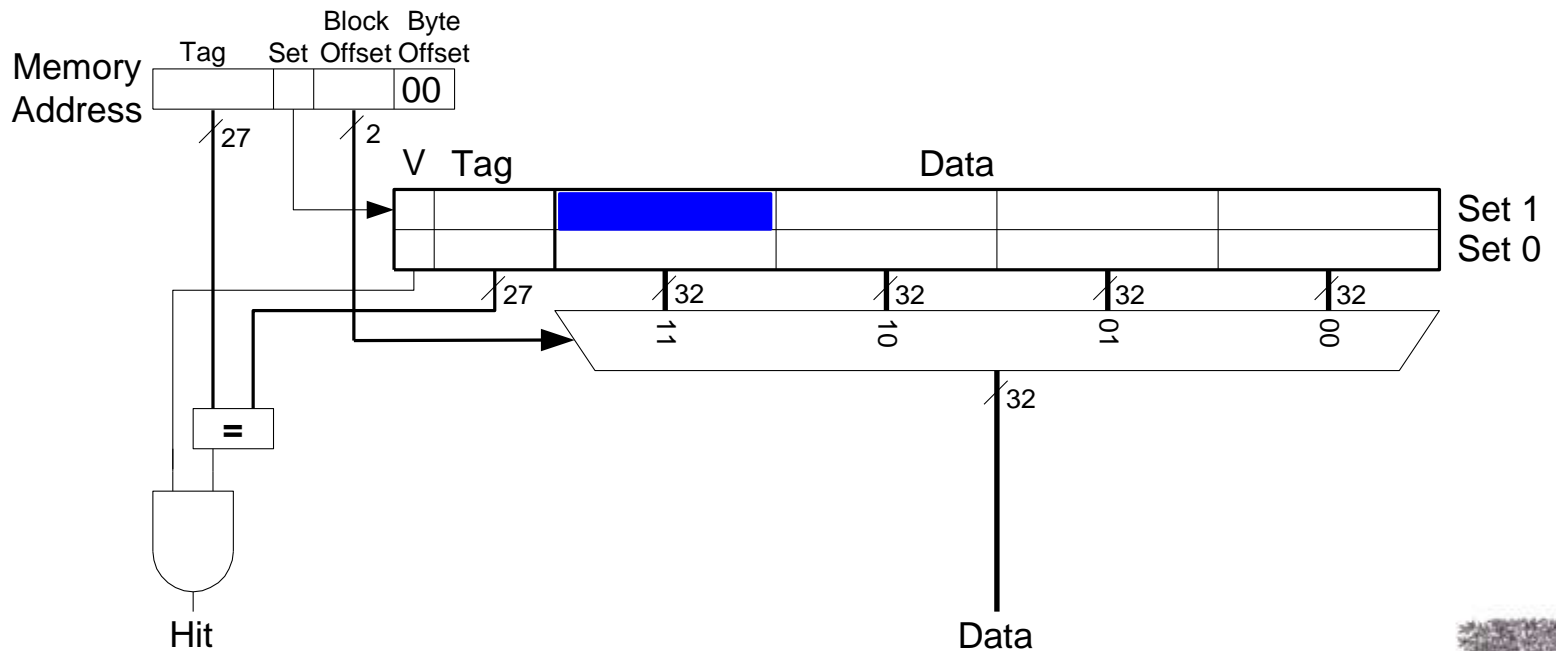 Block Byte
Tag Set Offset Offset
Memory Address 00
27 2
V Tag Data
Set 1
Set 0
27 32 32 32 32
11 10 01 00
32
=
Hit Data